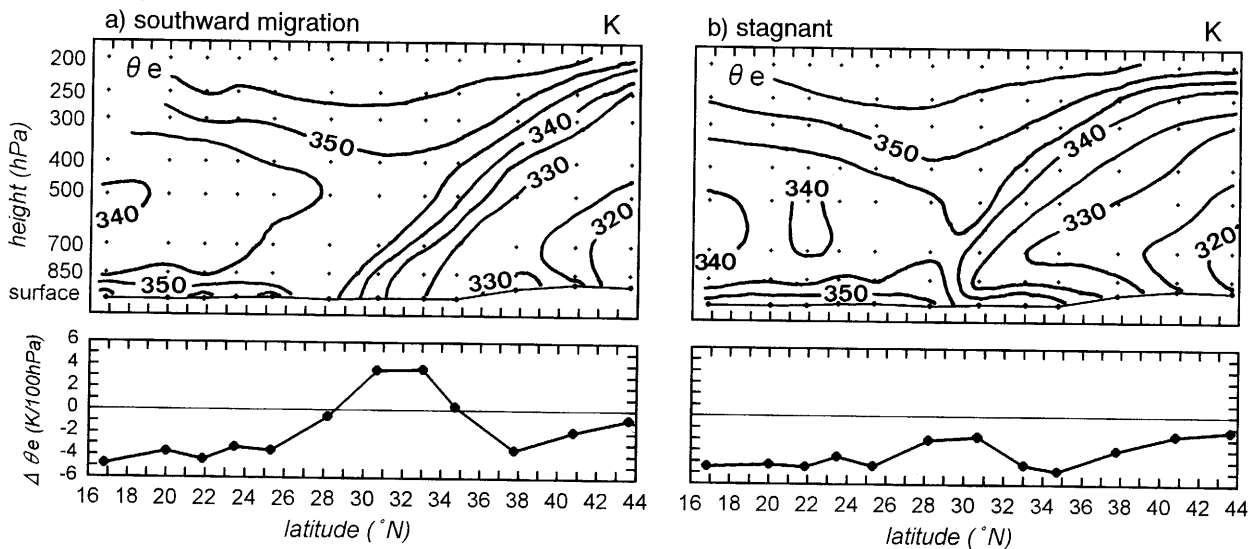 a) southward migration K
b) stagnant K
200
250
300
400
500
700
850
surface
height (hPa)
θe
350
340
330
340
320
350
330
θe
350
340
340
330
340
320
350
6
4
2
0
-2
-4
-6
Δθe (K/100hPa)
16 20 22 24 26 28 30 32 34 36 38 40 42 44
latitude (˚N)
16 20 22 24 26 28 30 32 34 36 38 40 42 44
latitude (˚N)